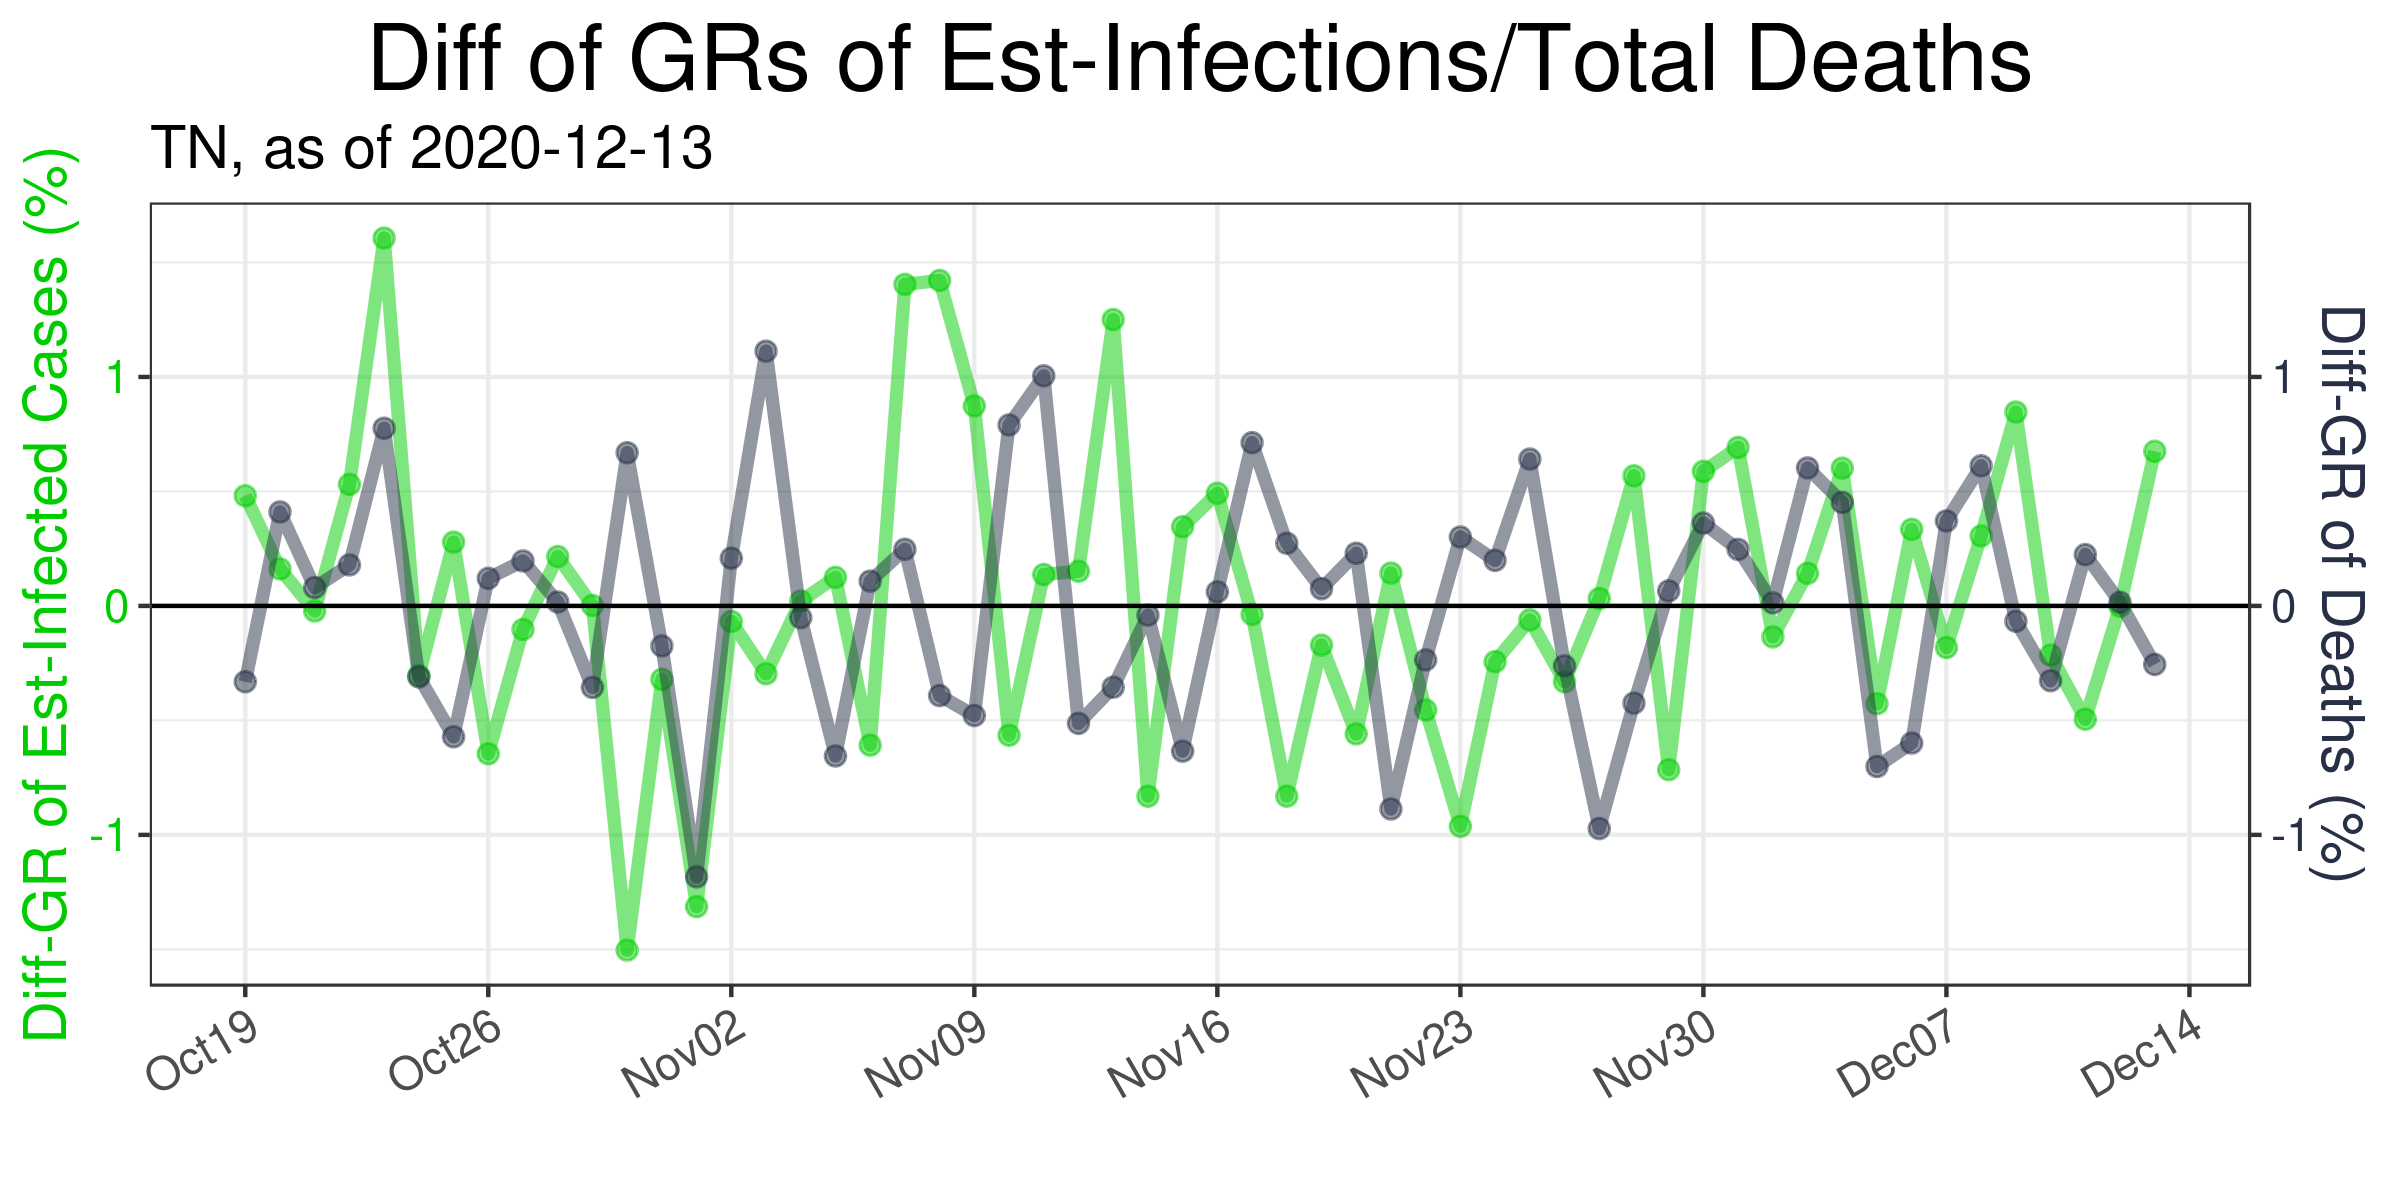 Diff of GRs of Est-Infections/Total Deaths
TN, as of 2020-12-13
Diff-GR of Est-Infected Cases (%)
1
0
-1
1
0
-1
Diff-GR of Deaths (%)
Oct19
Oct26
Nov02
Nov09
Nov16
Nov23
Nov30
Dec07
Dec14